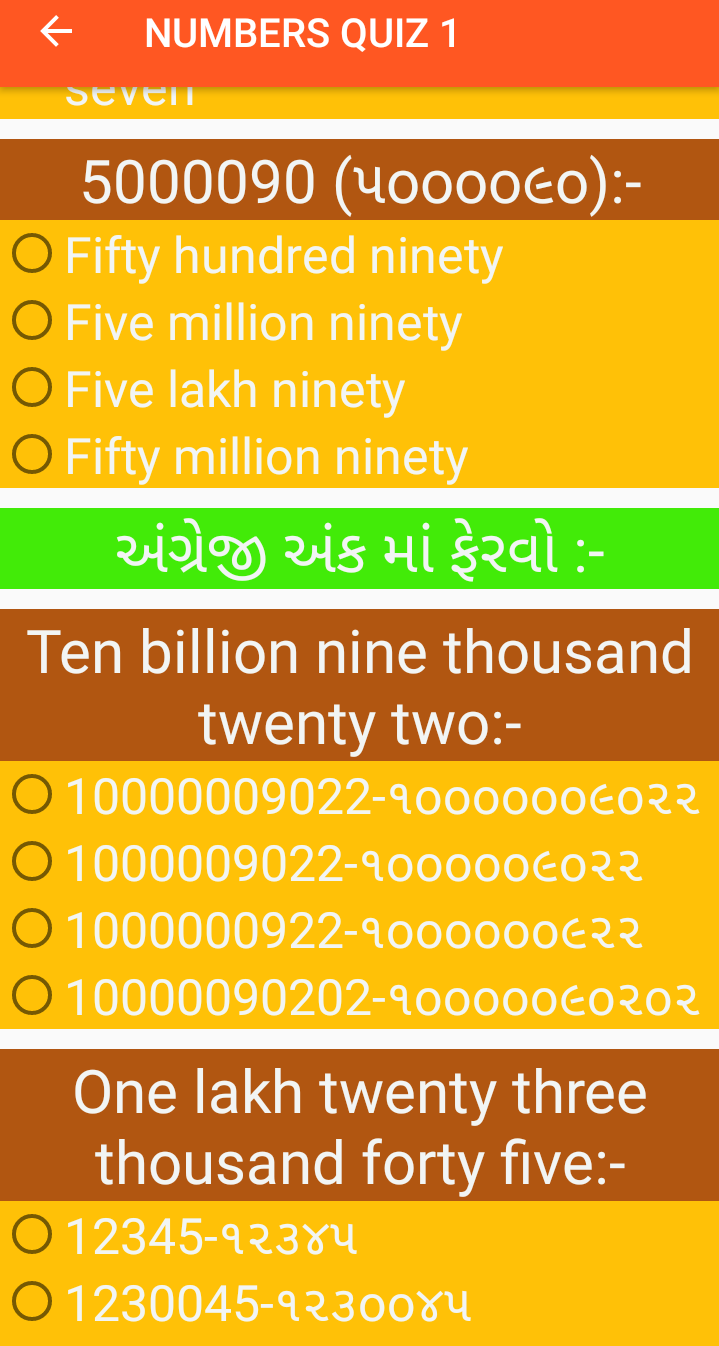 NUMBERS QUIZ 1
seven
5000090 (૫૦૦૦૦૯૦):-
Fifty hundred ninety
Five million ninety
Five lakh ninety
Fifty million ninety
અંગ્રેજી અંક માં ફેરવો :-
Ten billion nine thousand
twenty two:-
10000009022-૧૦૦૦૦૦૦૯૦૨૨
1000009022-૧૦૦૦૦૦૯૦૨૨
1000000922-૧૦૦૦૦૦૦૯૨૨
10000090202-૧૦૦૦૦૦૯૦૨૦૨
One lakh twenty three
thousand forty five:-
12345-૧૨૩૪૫
1230045-૧૨૩૦૦૪૫